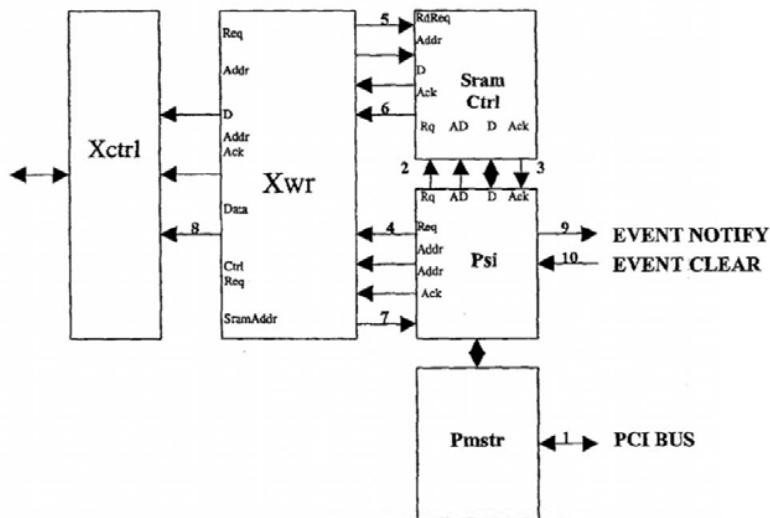 Xctrl
Req
Addr
D
Addr
Ack
Xwr
Data
Ctrl
Req
SramAddr
8
5
6
4
7
RdReq
Addr
D
Ack
Sram
Ctrl
Rq AD D Ack
2 3
Rq AD D Ack
Req
Addr
Addr
Ack
Psi
9 EVENT NOTIFY
10 EVENT CLEAR
Pmstr
1 PCI BUS